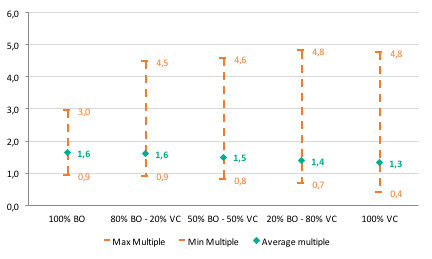 6,0
5,0
4,0
3,0
2,0
1,0
0,0
3,0
4,5
4,6
4,8
4,8
1,6
1,6
1,5
1,4
1,3
0,9
0,9
0,8
0,7
0,4
100% BO
80% BO - 20% VC
50% BO - 50% VC
20% BO - 80% VC
100% VC
Max Multiple
Min Multiple
Average multiple